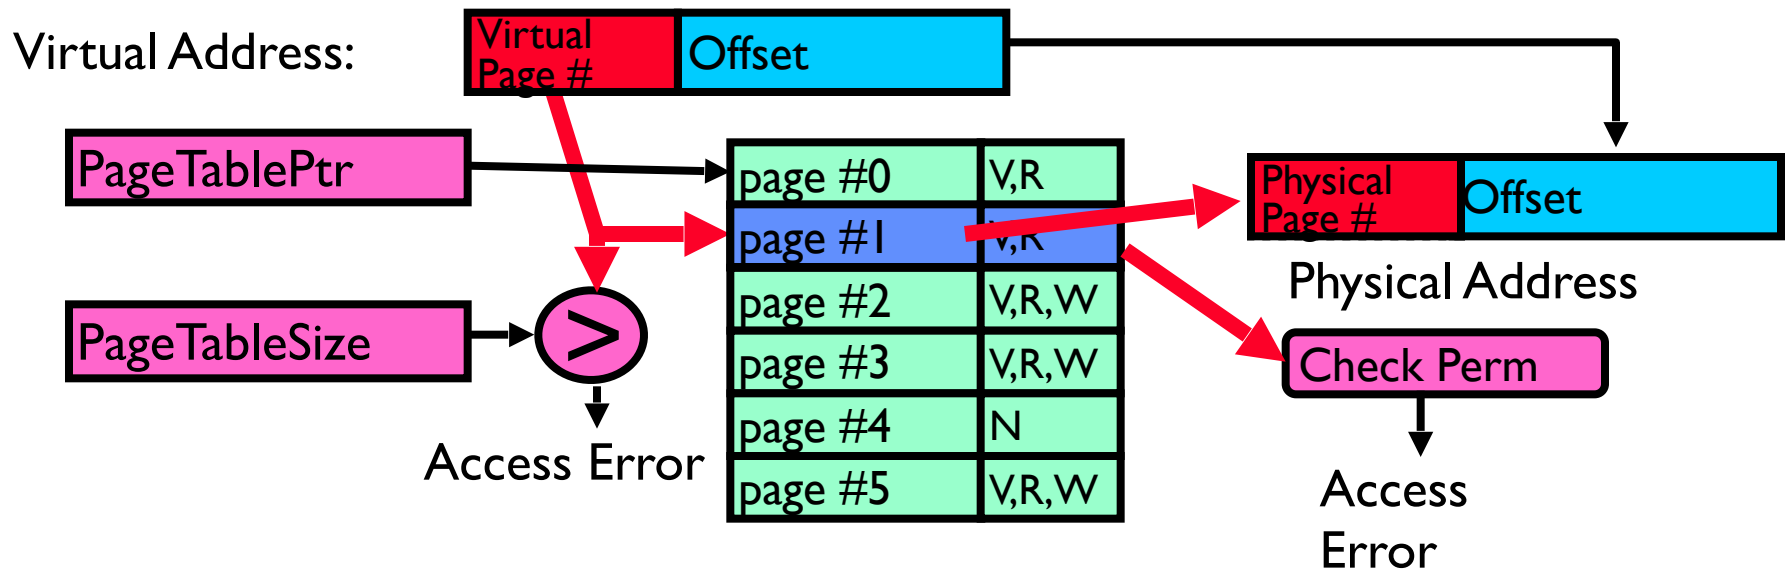 Virtual Address:
Virtual
Page #
Offset
PageTablePtr
page #0 V,R
page #1 V,R
page #2 V,R,W
page #3 V,R,W
page #4 N
page #5 V,R,W
Physical
Page #
Offset
Physical Address
PageTableSize
>
Access Error
Check Perm
Access
Error